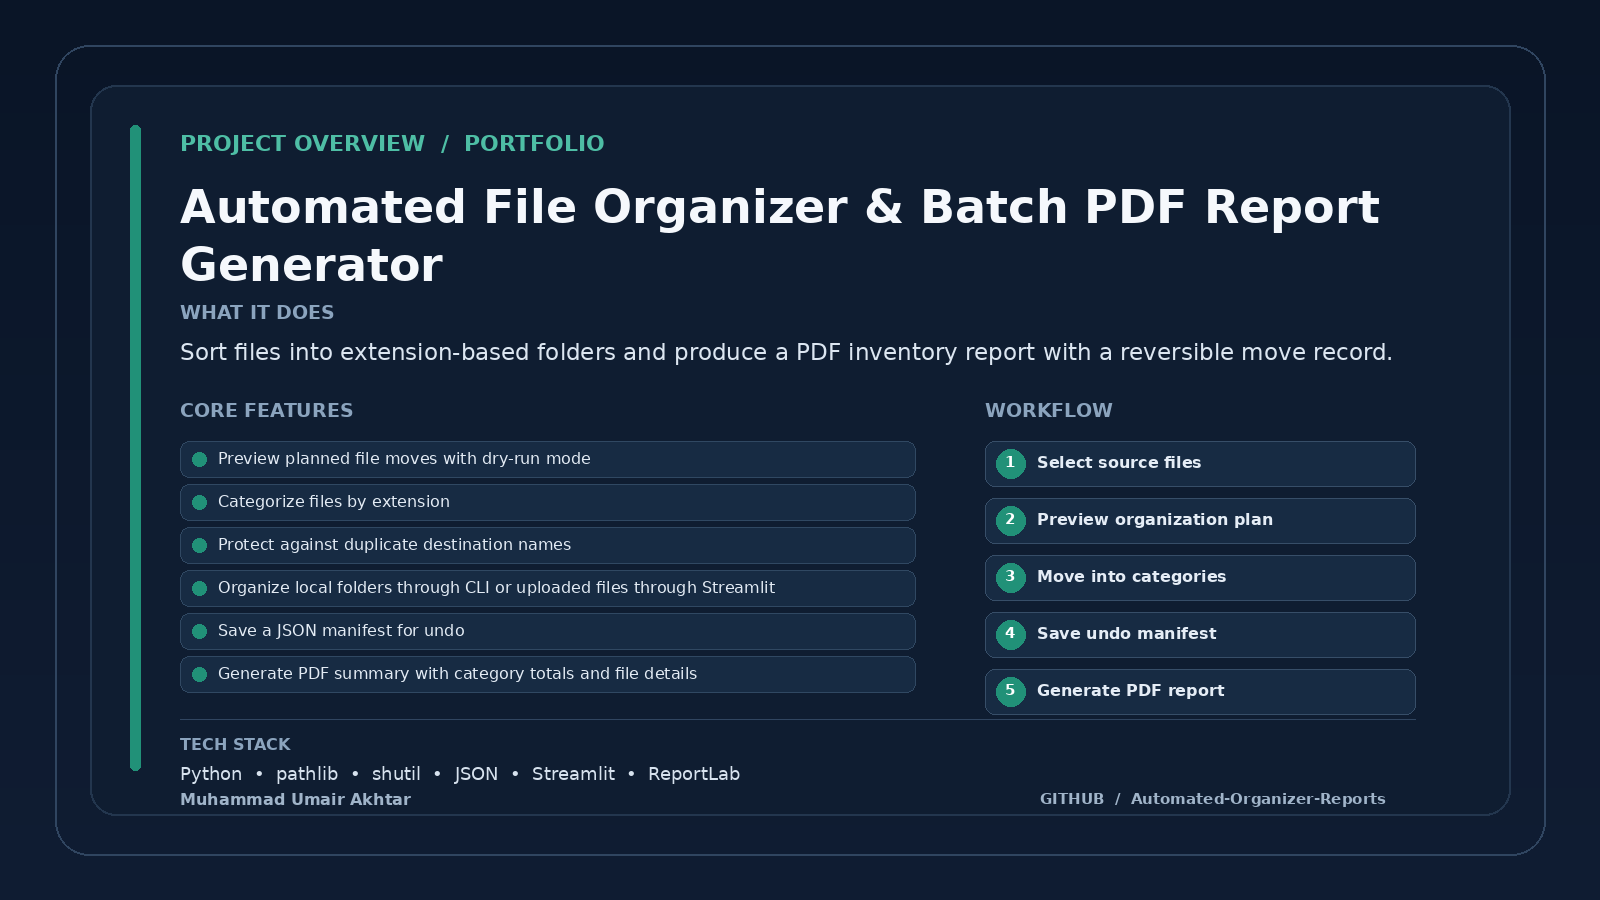 PROJECT OVERVIEW / PORTFOLIO
Automated File Organizer & Batch PDF Report
Generator
WHAT IT DOES
Sort files into extension-based folders and produce a PDF inventory report with a reversible move record.
CORE FEATURES
Preview planned file moves with dry-run mode
Categorize files by extension
Protect against duplicate destination names
Organize local folders through CLI or uploaded files through Streamlit
Save a JSON manifest for undo
Generate PDF summary with category totals and file details
WORKFLOW
1 Select source files
2 Preview organization plan
3 Move into categories
4 Save undo manifest
5 Generate PDF report
TECH STACK
Python • pathlib • shutil • JSON • Streamlit • ReportLab
Muhammad Umair Akhtar
GITHUB / Automated-Organizer-Reports